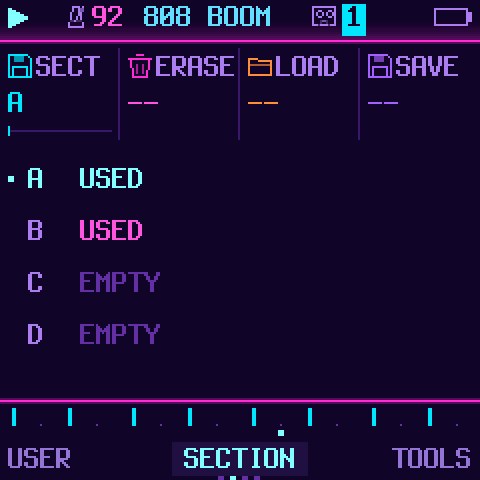 92 808 BOOM 1
SECT ERASE LOAD SAVE
A -- -- --
A USED
B USED
C EMPTY
D EMPTY
USER SECTION TOOLS